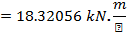 = 18.32056 kN.m/